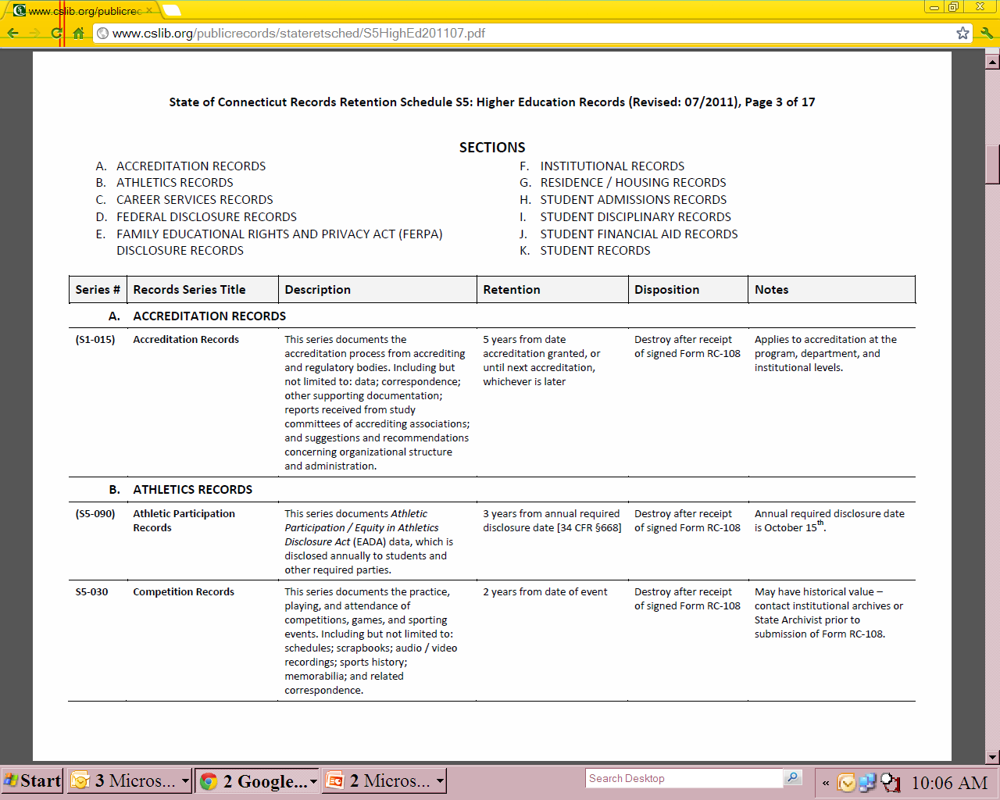 www.cslib.org/publicrec
www.cslib.org/publicrecords/stateretsched/S5HighEd201107.pdf
State of Connecticut Records Retention Schedule S5: Higher Education Records (Revised: 07/2011), Page 3 of 17
SECTIONS
A. ACCREDITATION RECORDS
B. ATHLETICS RECORDS
C. CAREER SERVICES RECORDS
D. FEDERAL DISCLOSURE RECORDS
E. FAMILY EDUCATIONAL RIGHTS AND PRIVACY ACT (FERPA)
DISCLOSURE RECORDS
F. INSTITUTIONAL RECORDS
G. RESIDENCE / HOUSING RECORDS
H. STUDENT ADMISSIONS RECORDS
I. STUDENT DISCIPLINARY RECORDS
J. STUDENT FINANCIAL AID RECORDS
K. STUDENT RECORDS
Series # Records Series Title Description Retention Disposition Notes
A. ACCREDITATION RECORDS
(S1-015)
Accreditation Records
This series documents the
accreditation process from accrediting
and regulatory bodies. Including but
not limited to: data; correspondence;
other supporting documentation;
reports received from study
committees of accrediting associations;
and suggestions and recommendations
concerning organizational structure
and administration.
5 years from date
accreditation granted, or
until next accreditation,
whichever is later
Destroy after receipt
of signed Form RC-108
Applies to accreditation at the
program, department, and
institutional levels.
B. ATHLETICS RECORDS
(S5-090)
Athletic Participation
Records
This series documents Athletic
Participation / Equity in Athletics
Disclosure Act (EADA) data, which is
disclosed annually to students and
other required parties.
3 years from annual required
disclosure date [34 CFR §668]
Destroy after receipt
of signed Form RC-108
Annual required disclosure date
is October 15th.
S5-030
Competition Records
This series documents the practice,
playing, and attendance of
competitions, games, and sporting
events. Including but not limited to:
schedules; scrapbooks; audio / video
recordings; sports history;
memorabilia; and related
correspondence.
2 years from date of event
Destroy after receipt
of signed Form RC-108
May have historical value –
contact institutional archives or
State Archivist prior to
submission of Form RC-108.
Start
3 Micros...
2 Google...
2 Micros...
Search Desktop
«
10:06 AM